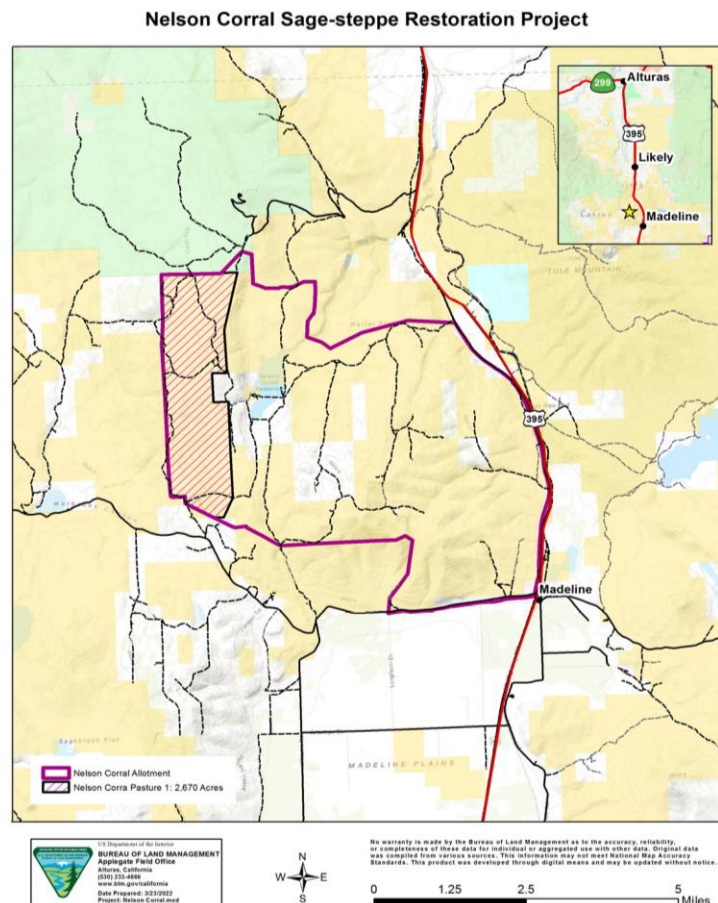 Nelson Corral Sage-steppe Restoration Project
299
Alturas
395
Likely
Madeline
TULE MOUNTAIN
395
Madeline
MADELINE PLAINS
Nelson Corral Allotment
Nelson Corra Pasture 1: 2,670 Acres
US Department of the Interior
BUREAU OF LAND MANAGEMENT
Applegate Field Office
Alturas, California
(530) 233-4666
www.blm.gov/california
Date Prepared: 3/23/2022
Project: Nelson Corral.mxd
N
W E
S
No warranty is made by the Bureau of Land Management as to the accuracy, reliability,
or completeness of these data for individual or aggregated use with other data. Original data
was compiled from various sources. This information may not meet National Map Accuracy
Standards. This product was developed through digital means and may be updated without notice.
0 1.25 2.5 5
Miles